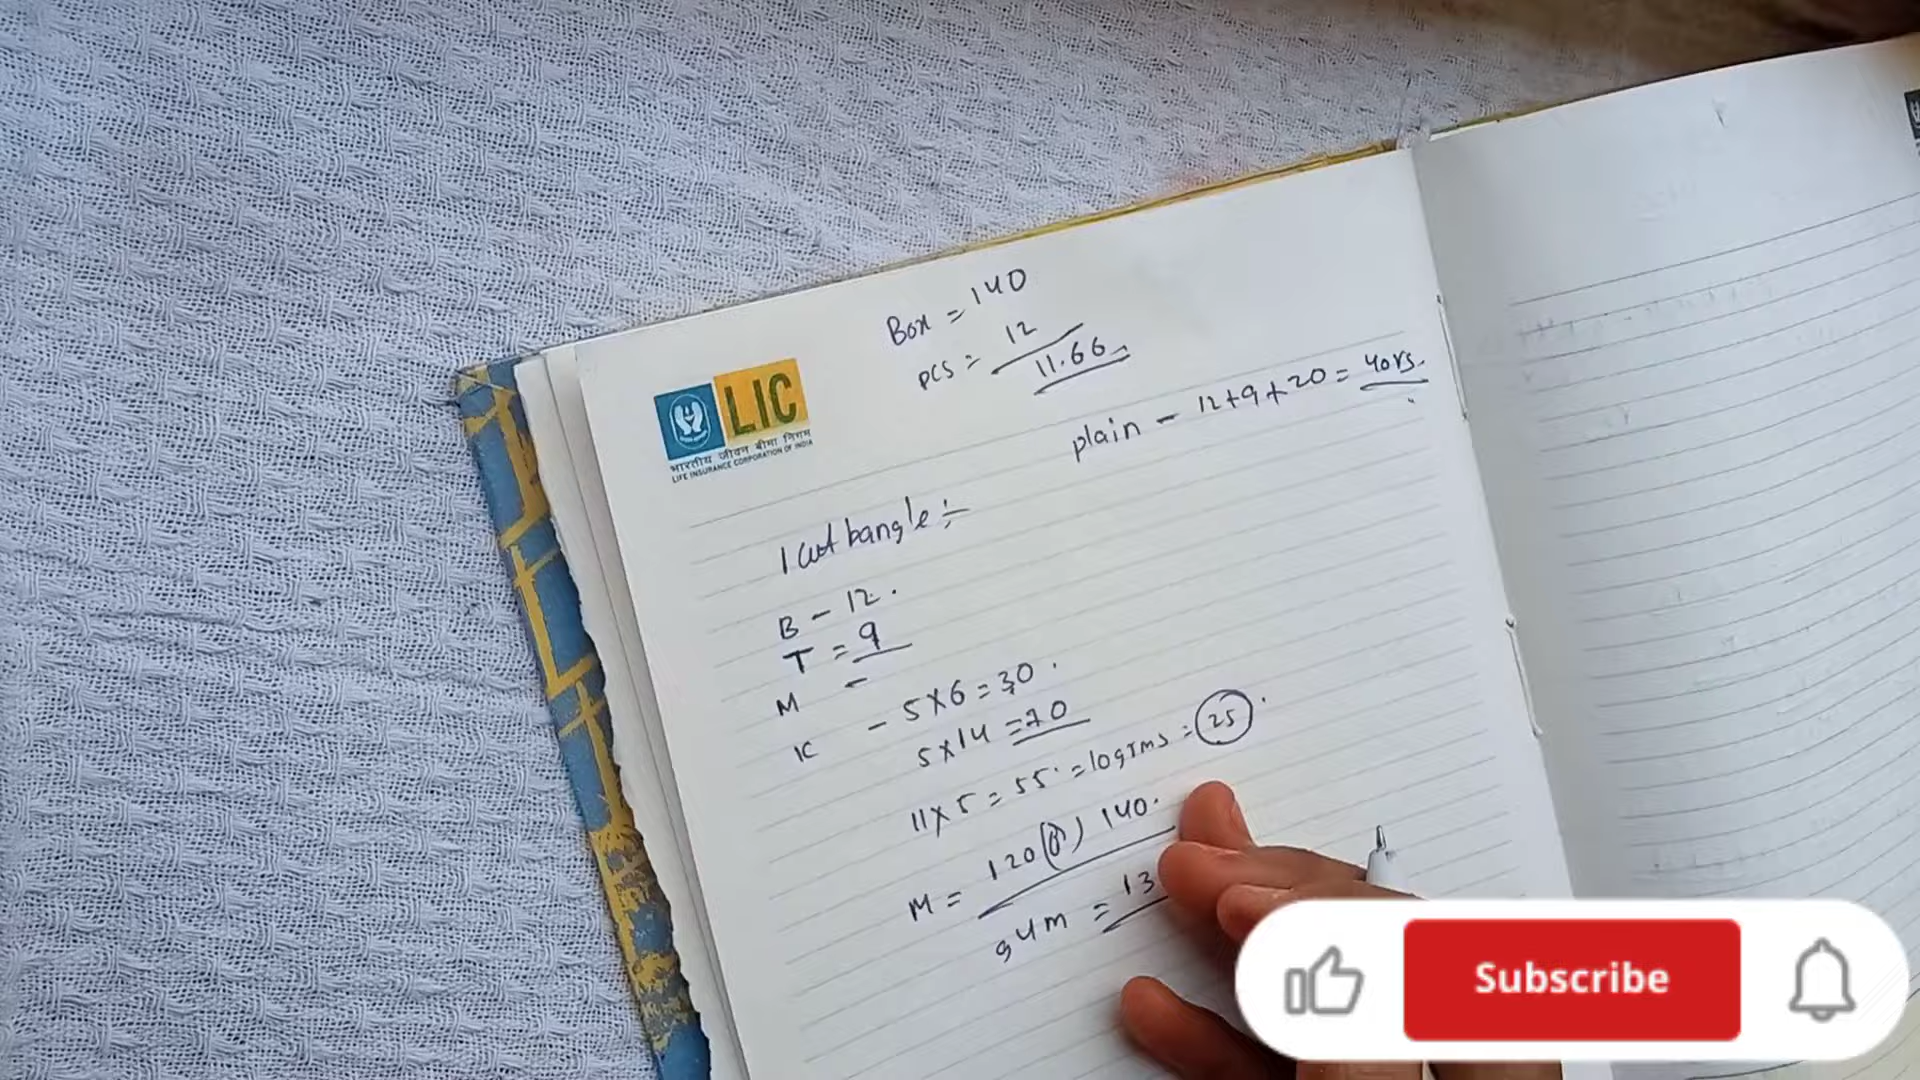 Box = 140
pcs = 12
11.66
plain - 12+9+20 = 40rs.
LIC
भारतीय जीवन बीमा निगम
LIFE INSURANCE CORPORATION OF INDIA
1 cut bangle :-
B - 12.
T = 9
M -
- 5x6 = 30.
5x14 = 70
11x5 = 55 = 10grms = 25.
M = 120 140.
gum = 13
Subscribe